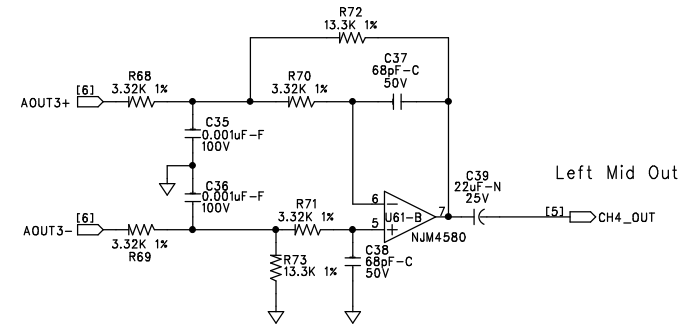 R72
13.3K 1%
C37
68pF-C
50V
R68
3.32K 1%
R70
3.32K 1%
[6]
AOUT3+
C35
0.001uF-F
100V
C36
0.001uF-F
100V
Left Mid Out
C39
22uF-N
25V
6
-
U61-B
7
5
+
NJM4580
[5]
CH4_OUT
[6]
AOUT3-
3.32K 1%
R69
R71
3.32K 1%
R73
13.3K 1%
C38
68pF-C
50V